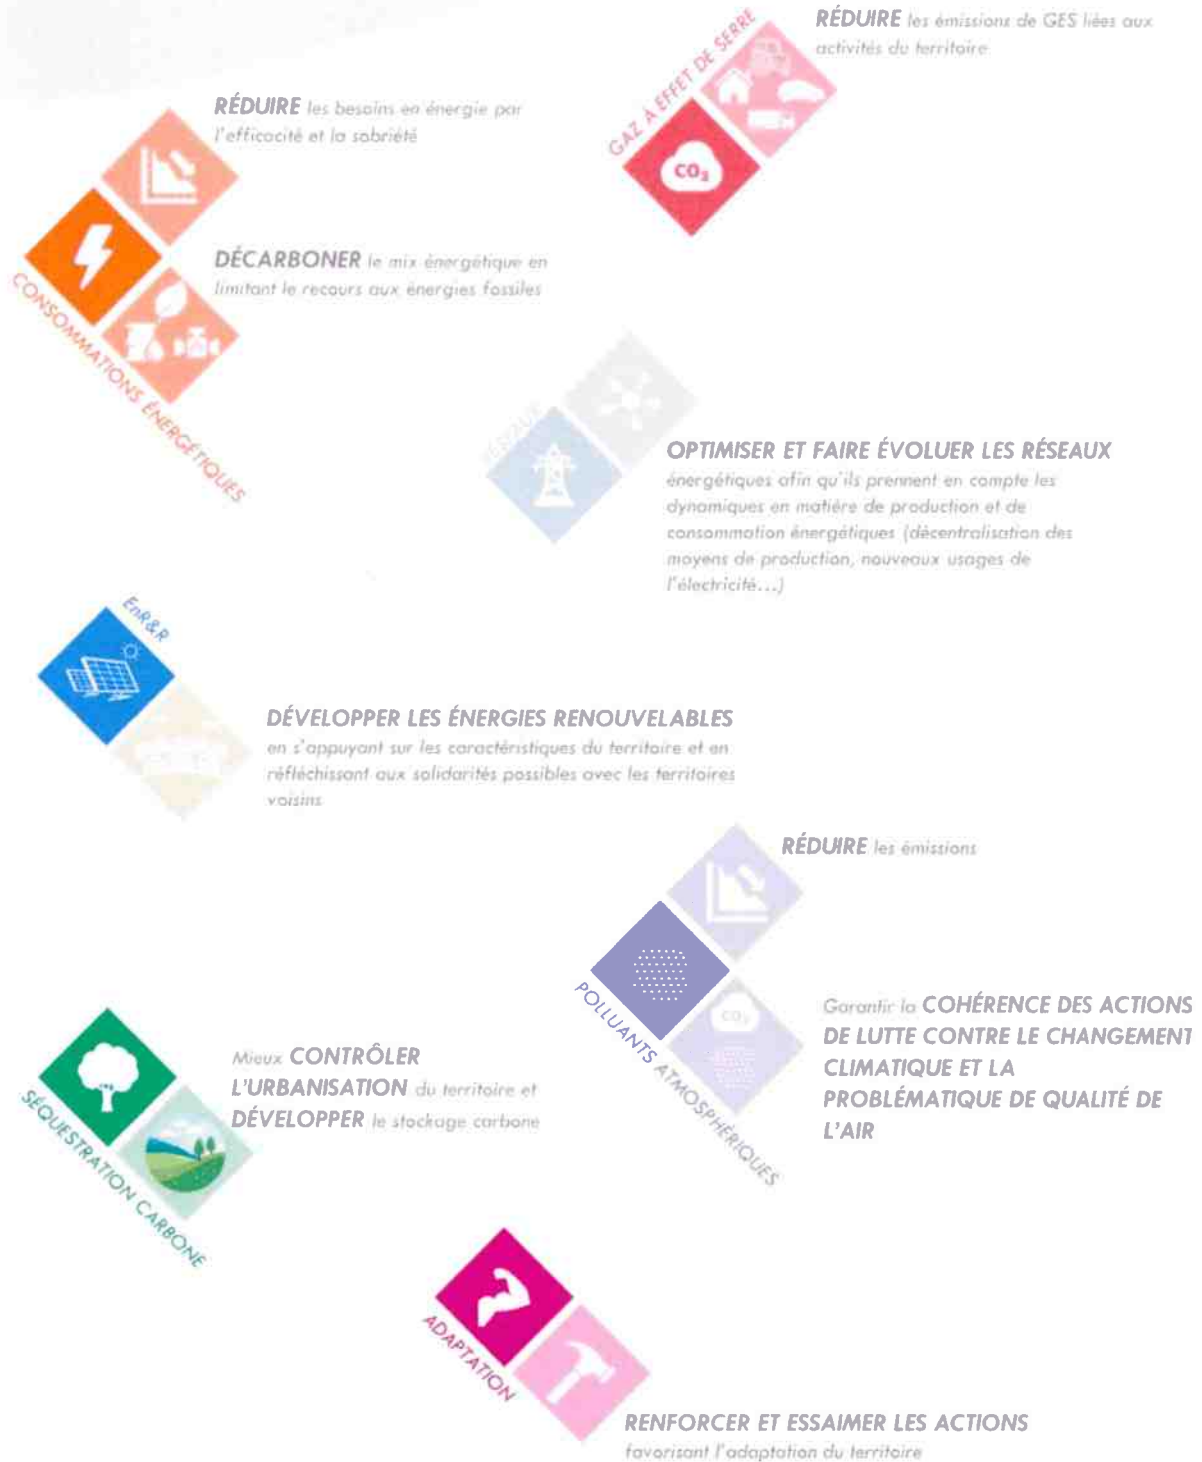 GAZ À EFFET DE SERRE
CO₂
RÉDUIRE les émissions de GES liées aux
activités du territoire
RÉDUIRE les besoins en énergie par
l'efficacité et la sobriété
DÉCARBONER le mix énergétique en
limitant le recours aux énergies fossiles
CONSOMMATIONS ÉNERGÉTIQUES
OPTIMISER ET FAIRE ÉVOLUER LES RÉSEAUX
énergétiques afin qu'ils prennent en compte les
dynamiques en matière de production et de
consommation énergétiques (décentralisation des
moyens de production, nouveaux usages de
l'électricité...)
EnR&R
DÉVELOPPER LES ÉNERGIES RENOUVELABLES
en s'appuyant sur les caractéristiques du territoire et en
réfléchissant aux solidarités possibles avec les territoires
voisins
RÉDUIRE les émissions
POLLUANTS ATMOSPHÉRIQUES
CO₂
Garantir la COHÉRENCE DES ACTIONS
DE LUTTE CONTRE LE CHANGEMENT
CLIMATIQUE ET LA
PROBLÉMATIQUE DE QUALITÉ DE
L'AIR
Mieux CONTRÔLER
L'URBANISATION du territoire et
DÉVELOPPER le stockage carbone
SÉQUESTRATION CARBONE
ADAPTATION
RENFORCER ET ESSAIMER LES ACTIONS
favorisant l'adaptation du territoire